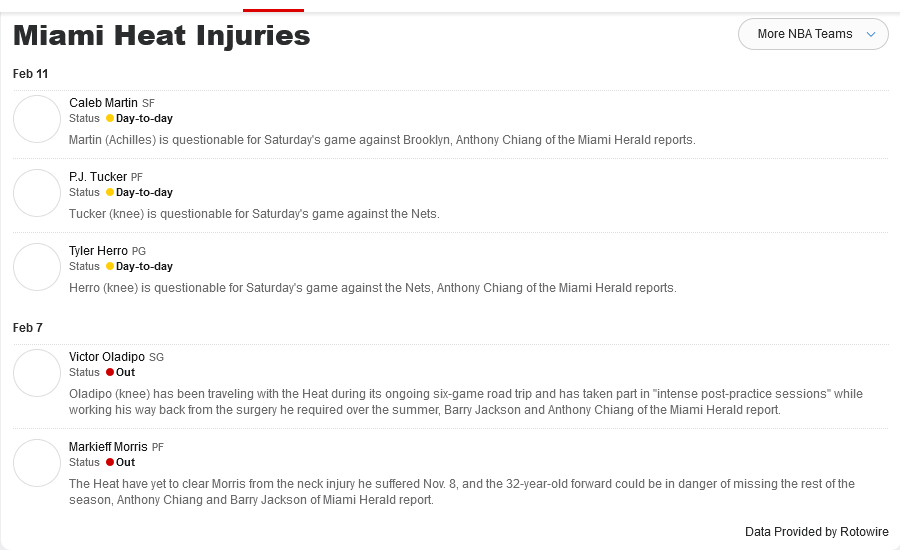 Miami Heat Injuries
More NBA Teams
Feb 11
Caleb Martin SF
Status Day-to-day
Martin (Achilles) is questionable for Saturday's game against Brooklyn, Anthony Chiang of the Miami Herald reports.
P.J. Tucker PF
Status Day-to-day
Tucker (knee) is questionable for Saturday's game against the Nets.
Tyler Herro PG
Status Day-to-day
Herro (knee) is questionable for Saturday's game against the Nets, Anthony Chiang of the Miami Herald reports.
Feb 7
Victor Oladipo SG
Status Out
Oladipo (knee) has been traveling with the Heat during its ongoing six-game road trip and has taken part in "intense post-practice sessions" while
working his way back from the surgery he required over the summer, Barry Jackson and Anthony Chiang of the Miami Herald report.
Markieff Morris PF
Status Out
The Heat have yet to clear Morris from the neck injury he suffered Nov. 8, and the 32-year-old forward could be in danger of missing the rest of the
season, Anthony Chiang and Barry Jackson of Miami Herald report.
Data Provided by Rotowire